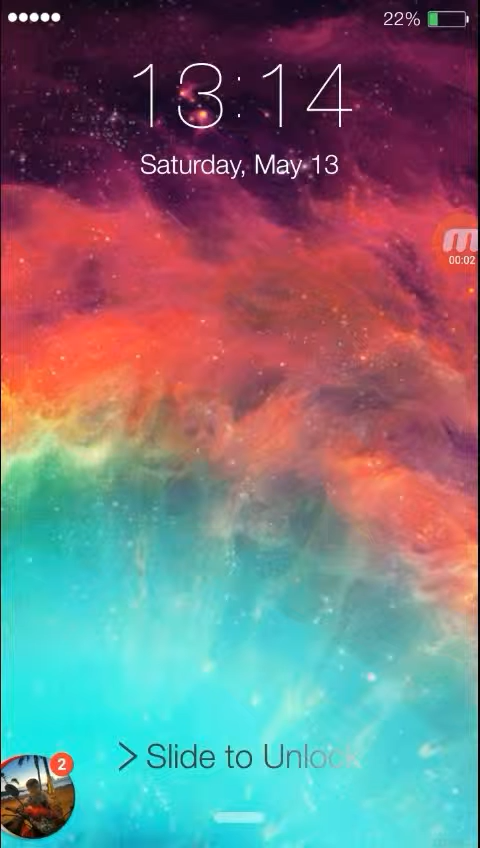 22%
13:14
Saturday, May 13
m
00:02
> Slide to Unlock
2